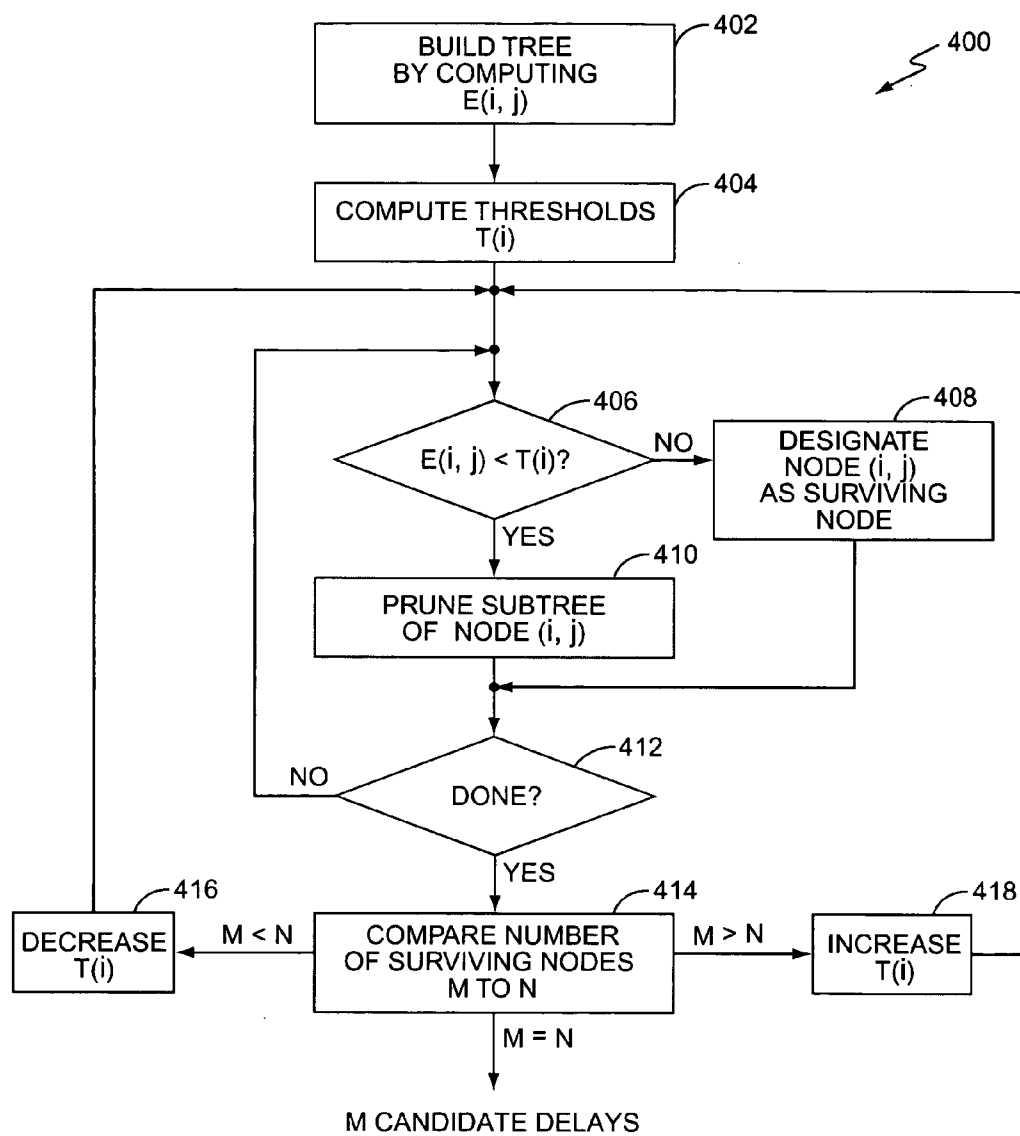 BUILD TREE
BY COMPUTING
E(i, j)
402
400
COMPUTE THRESHOLDS
T(i)
404
E(i, j) < T(i)?
406
NO
DESIGNATE
NODE (i, j)
AS SURVIVING
NODE
408
YES
PRUNE SUBTREE
OF NODE (i, j)
410
DONE?
412
NO
YES
COMPARE NUMBER
OF SURVIVING NODES
M TO N
414
M < N
DECREASE
T(i)
416
M > N
INCREASE
T(i)
418
M = N
M CANDIDATE DELAYS